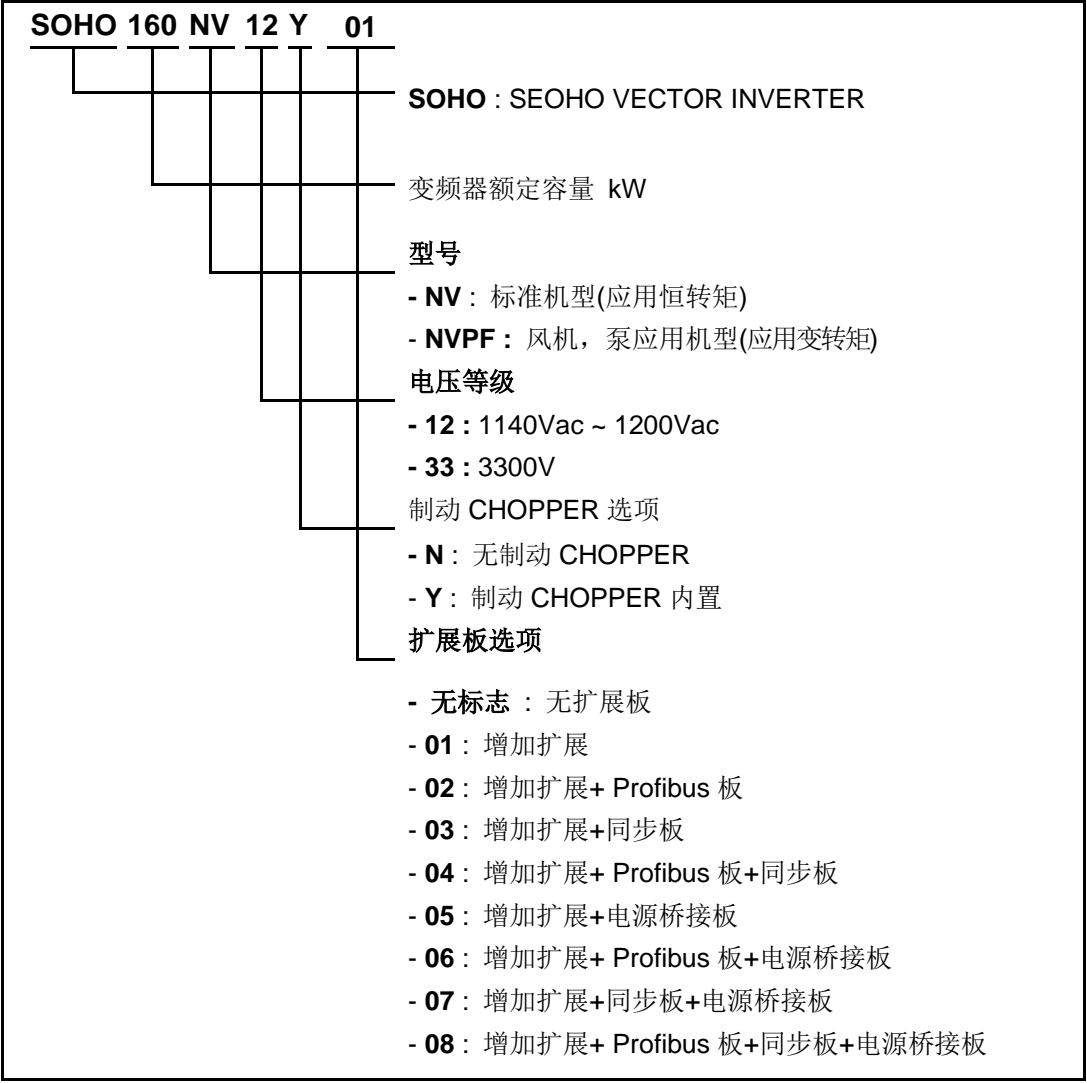 SOHO 160 NV 12 Y 01
SOHO : SEOHO VECTOR INVERTER
变频器额定容量 kW
型号
- NV : 标准机型(应用恒转矩)
- NVPF : 风机，泵应用机型(应用变转矩)
电压等级
- 12 : 1140Vac ~ 1200Vac
- 33 : 3300V
制动 CHOPPER 选项
- N : 无制动 CHOPPER
- Y : 制动 CHOPPER 内置
扩展板选项
- 无标志 : 无扩展板
- 01 : 增加扩展
- 02 : 增加扩展+ Profibus 板
- 03 : 增加扩展+同步板
- 04 : 增加扩展+ Profibus 板+同步板
- 05 : 增加扩展+电源桥接板
- 06 : 增加扩展+ Profibus 板+电源桥接板
- 07 : 增加扩展+同步板+电源桥接板
- 08 : 增加扩展+ Profibus 板+同步板+电源桥接板